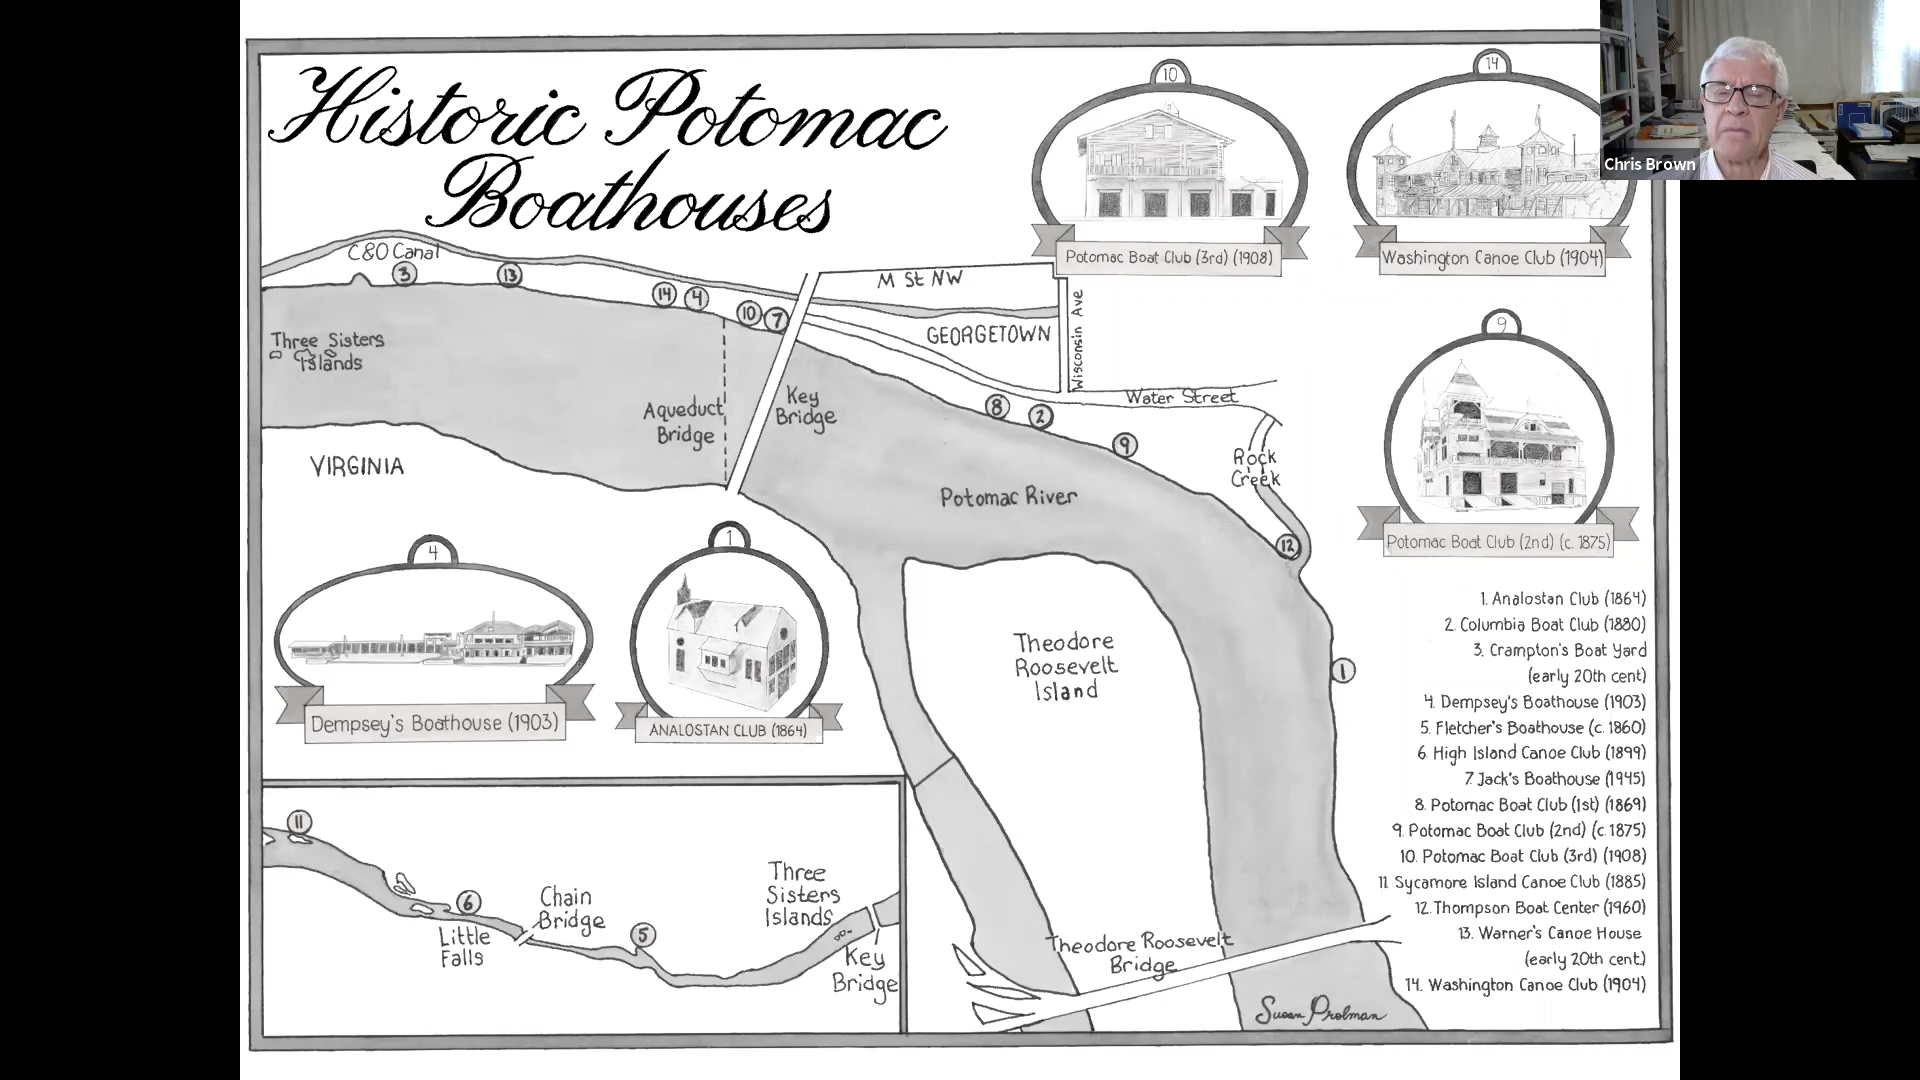 Historic Potomac
Boathouses
10
Potomac Boat Club (3rd) (1908)
14
Washington Canoe Club (1904)
Chris Brown
C&O Canal
3
13
14
4
10
7
M St NW
GEORGETOWN
Wisconsin Ave
Three Sisters
Islands
Aqueduct
Bridge
Key
Bridge
8
2
9
Water Street
Rock
Creek
VIRGINIA
Potomac River
12
9
Potomac Boat Club (2nd) (c. 1875)
4
Dempsey's Boathouse (1903)
1
ANALOSTAN CLUB (1864)
Theodore
Roosevelt
Island
1
1. Analostan Club (1864)
2. Columbia Boat Club (1880)
3. Crampton's Boat Yard
(early 20th cent)
4. Dempsey's Boathouse (1903)
5. Fletcher's Boathouse (c. 1860)
6. High Island Canoe Club (1899)
7. Jack's Boathouse (1945)
8. Potomac Boat Club (1st) (1869)
9. Potomac Boat Club (2nd) (c. 1875)
10. Potomac Boat Club (3rd) (1908)
11 Sycamore Island Canoe Club (1885)
12. Thompson Boat Center (1960)
13. Warner's Canoe House
(early 20th cent.)
14. Washington Canoe Club (1904)
11
6
Little
Falls
Chain
Bridge
5
Three
Sisters
Islands
Key
Bridge
Theodore Roosevelt
Bridge
Susan Prolman